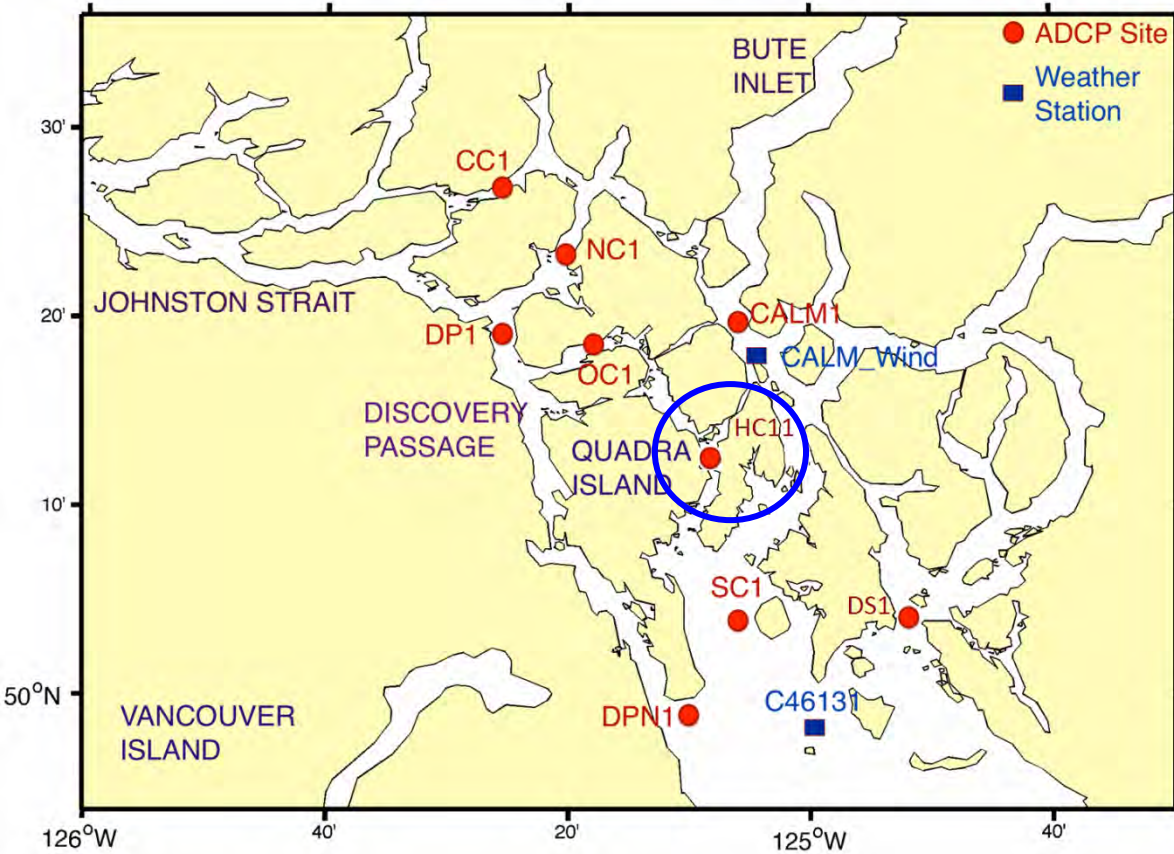 BUTE
INLET
ADCP Site
Weather
Station
30'
CC1
NC1
JOHNSTON STRAIT
20'
DP1
CALM1
OC1
CALM_Wind
DISCOVERY
PASSAGE
HC11
QUADRA
ISLAND
10'
SC1
DS1
50°N
VANCOUVER
ISLAND
DPN1
C46131
126°W
40'
20'
125°W
40'